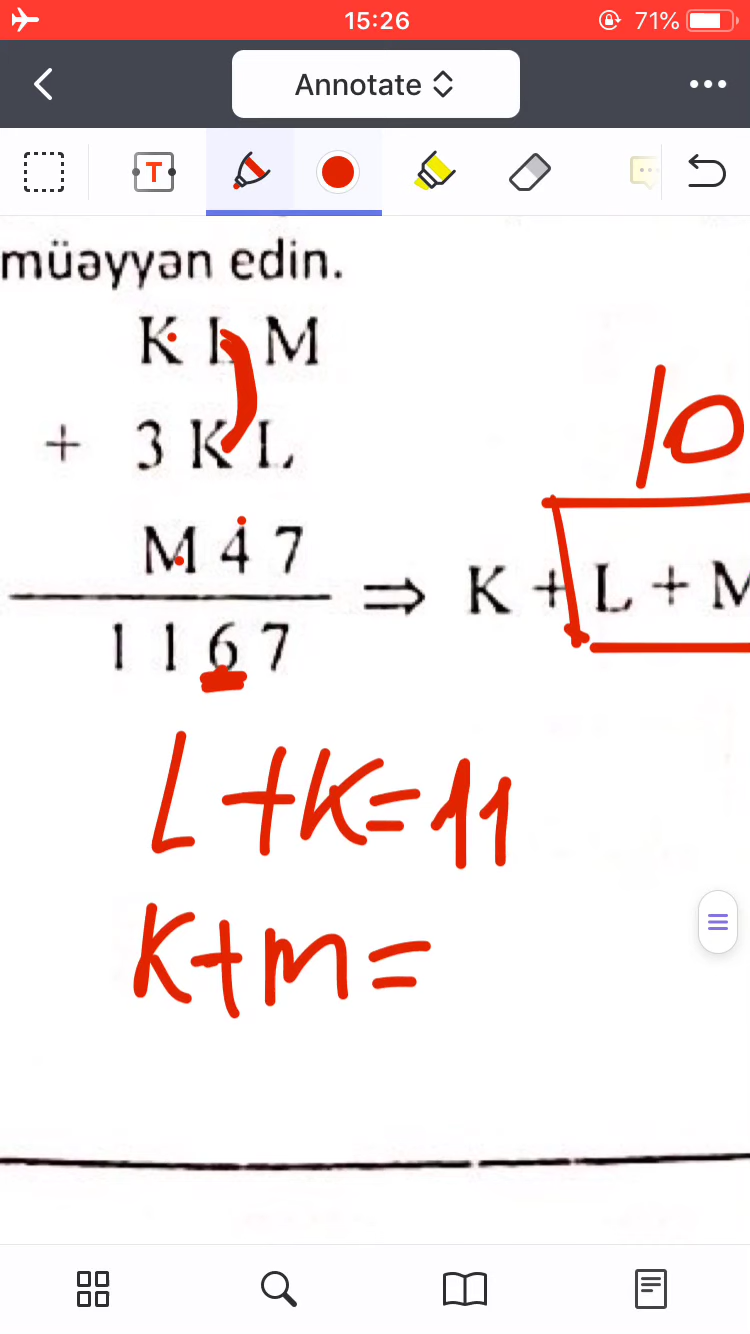 15:26 71%
Annotate
T
müəyyən edin.
K L M
+ 3 K L
M 4 7
1 1 6 7 ⇒ K + L + M
10
L+K=11
K+M=